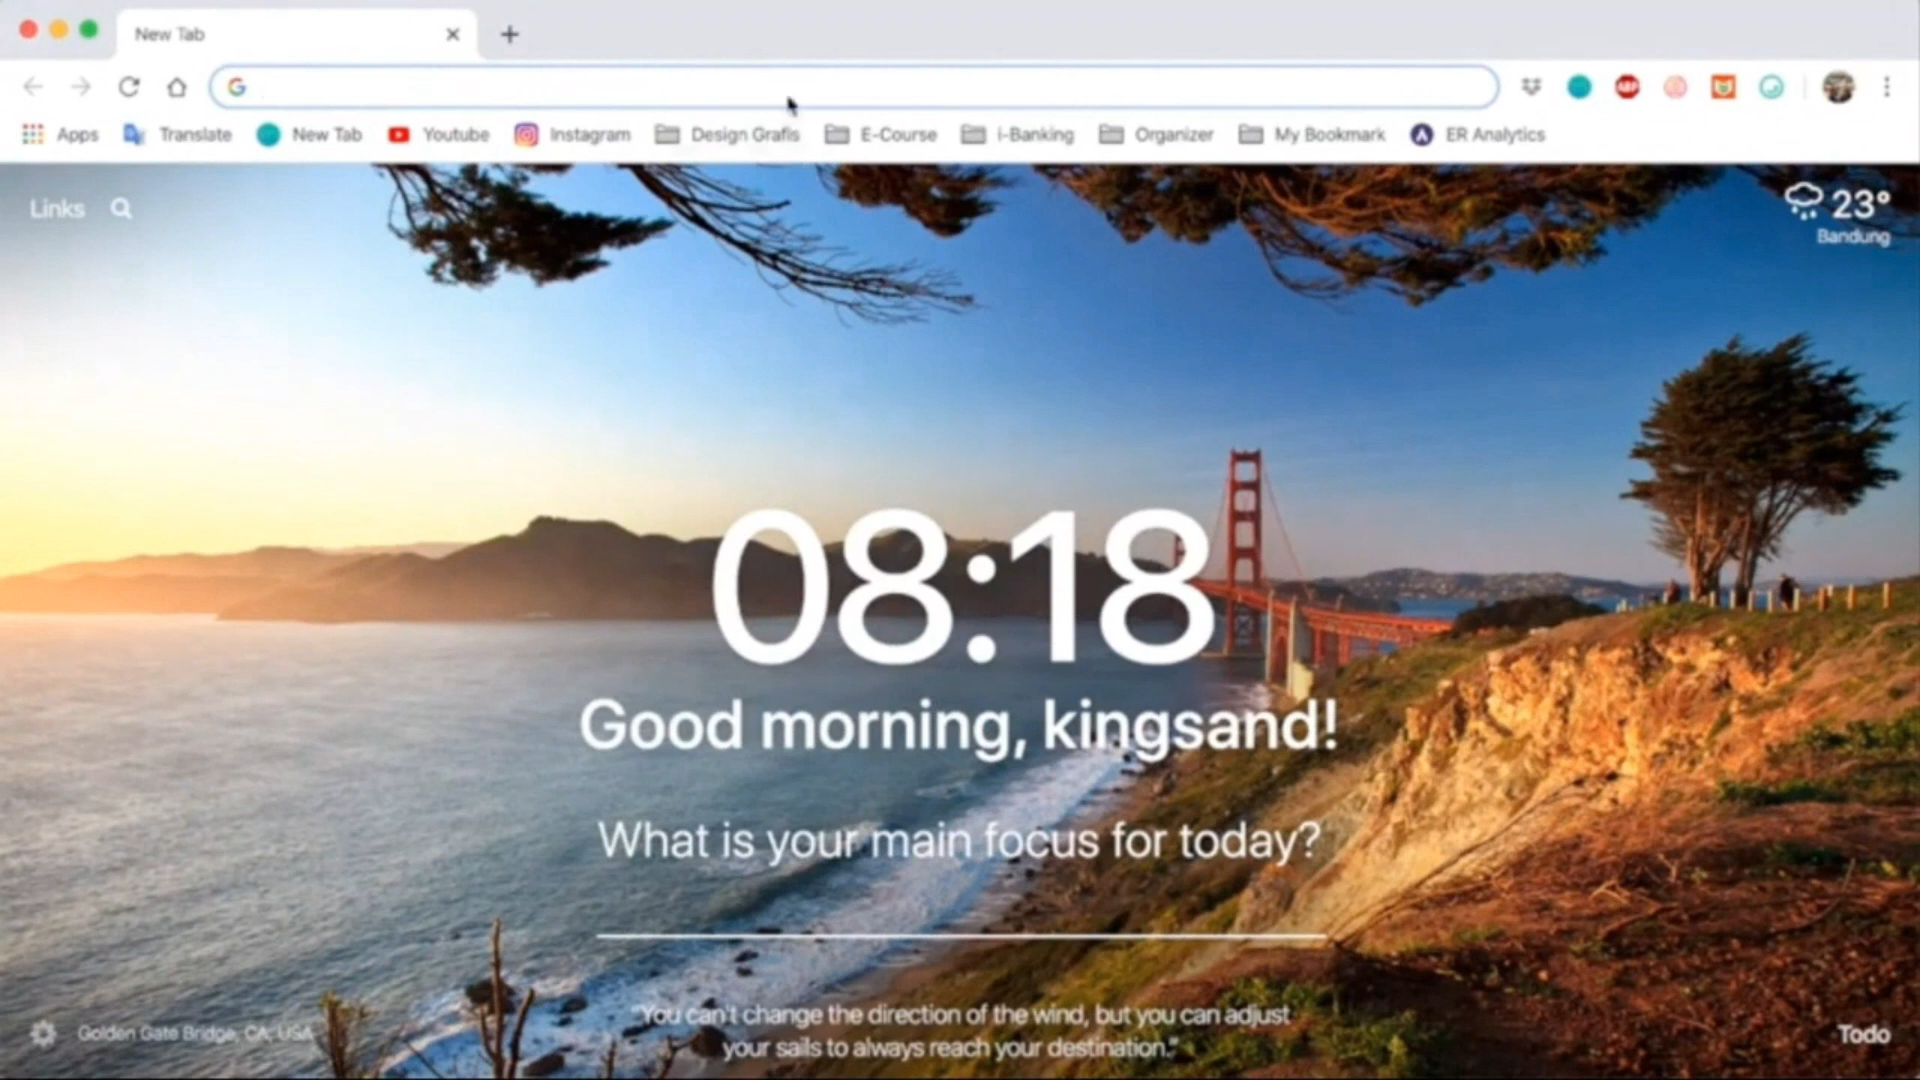 New Tab
Apps Translate New Tab Youtube Instagram Design Grafis E-Course i-Banking Organizer My Bookmark ER Analytics
Links
23°
Bandung
08:18
Good morning, kingsand!
What is your main focus for today?
"You can't change the direction of the wind, but you can adjust
your sails to always reach your destination."
Golden Gate Bridge, CA, USA
Todo